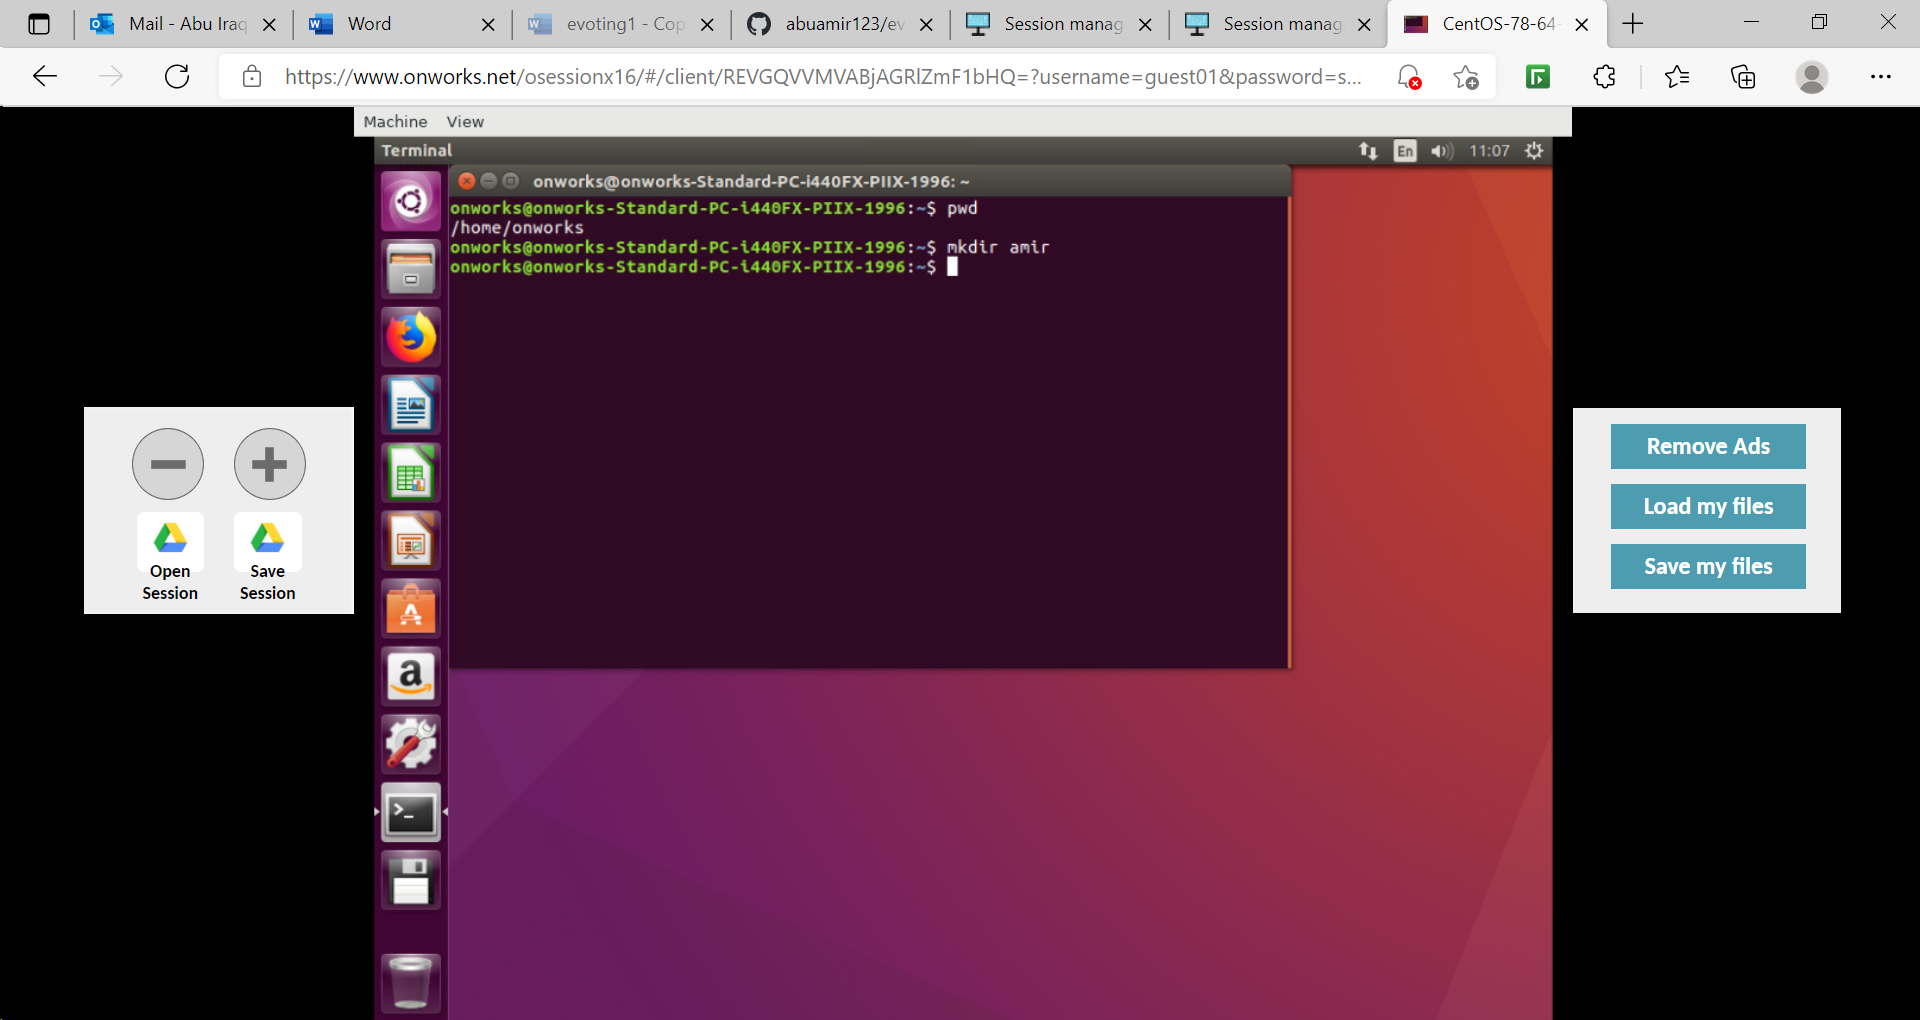 Mail - Abu Iraq
Word
evoting1 - Cop
abuamir123/ev
Session manag
Session manag
CentOS-78-64-
https://www.onworks.net/osessionx16/#/client/REVGQVVMVABjAGRlZmF1bHQ=?username=guest01&password=s...
Machine View
Terminal
En
11:07
onworks@onworks-Standard-PC-i440FX-PIIX-1996: ~
onworks@onworks-Standard-PC-i440FX-PIIX-1996:~$ pwd
/home/onworks
onworks@onworks-Standard-PC-i440FX-PIIX-1996:~$ mkdir amir
onworks@onworks-Standard-PC-i440FX-PIIX-1996:~$
Open
Session
Save
Session
Remove Ads
Load my files
Save my files